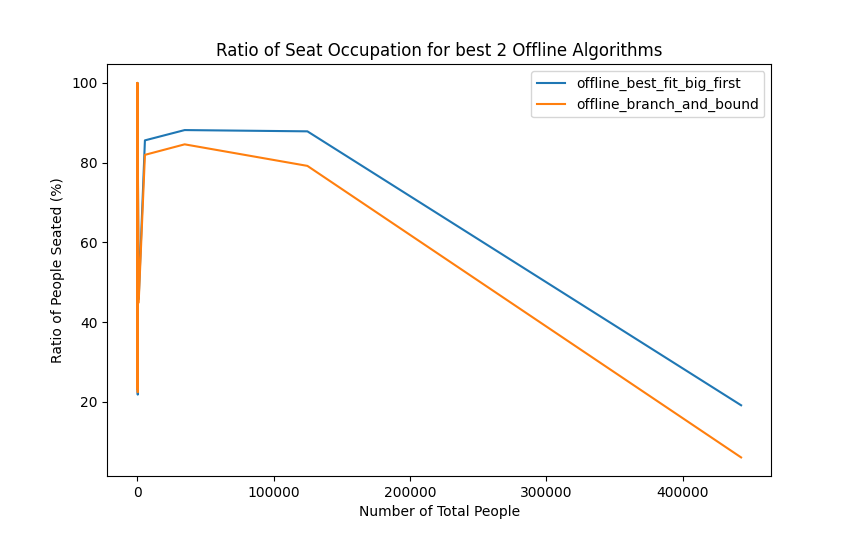 Ratio of Seat Occupation for best 2 Offline Algorithms
offline_best_fit_big_first
offline_branch_and_bound
Ratio of People Seated (%)
100
80
60
40
20
0
100000
200000
300000
400000
Number of Total People